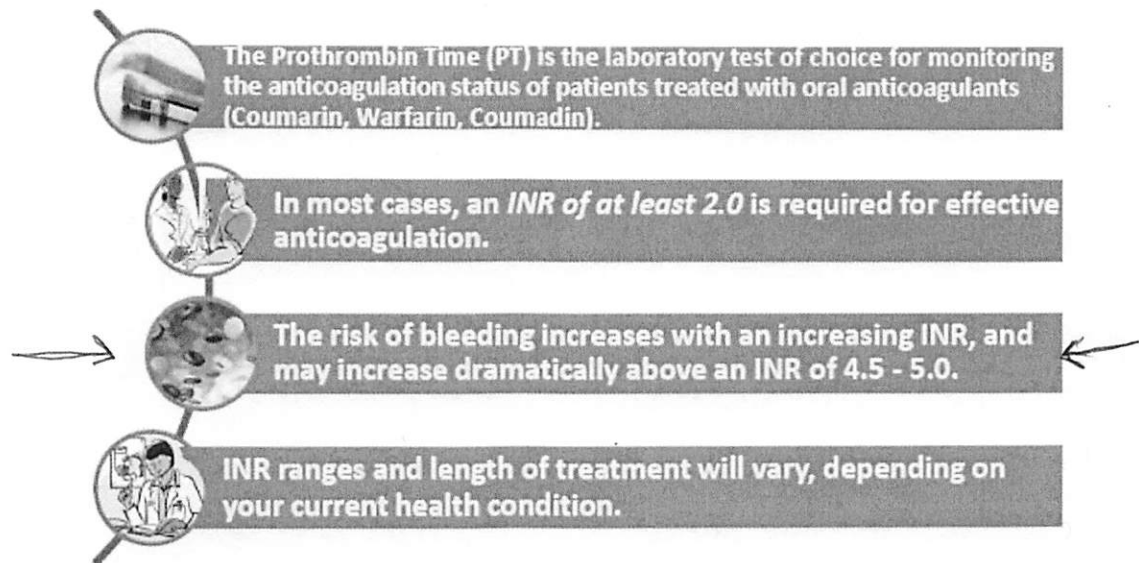 The Prothrombin Time (PT) is the laboratory test of choice for monitoring
the anticoagulation status of patients treated with oral anticoagulants
(Coumarin, Warfarin, Coumadin).
In most cases, an INR of at least 2.0 is required for effective
anticoagulation.
The risk of bleeding increases with an increasing INR, and
may increase dramatically above an INR of 4.5 - 5.0.
INR ranges and length of treatment will vary, depending on
your current health condition.